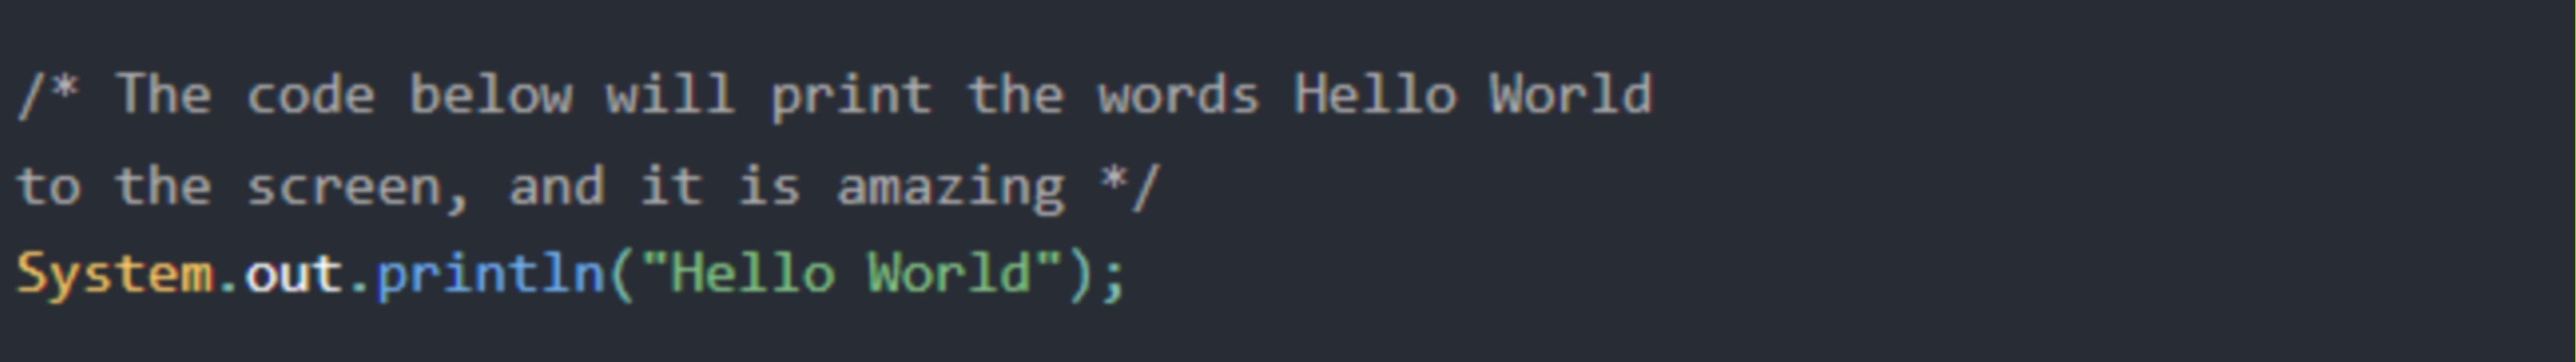 /* The code below will print the words Hello World
to the screen, and it is amazing */
System.out.println("Hello World");